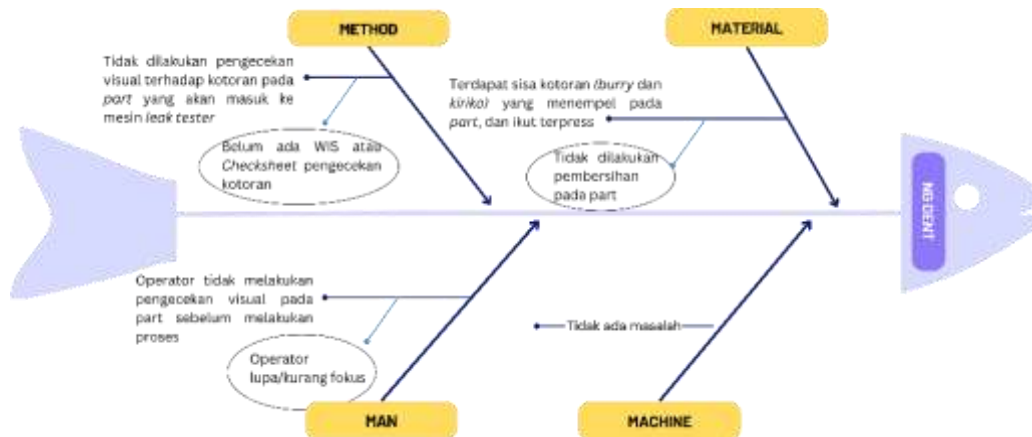 METHOD
MATERIAL
Tidak dilakukan pengecekan
visual terhadap kotoran pada
part yang akan masuk ke
mesin leak tester
Terdapat sisa kotoran (burry dan
kiriko) yang menempel pada
part, dan ikut terpress
Belum ada WIS atau
Checksheet pengecekan
kotoran
Tidak dilakukan
pembersihan
pada part
NG DENT
Operator tidak melakukan
pengecekan visual pada
part sebelum melakukan
proses
Tidak ada masalah
Operator
lupa/kurang fokus
MAN
MACHINE